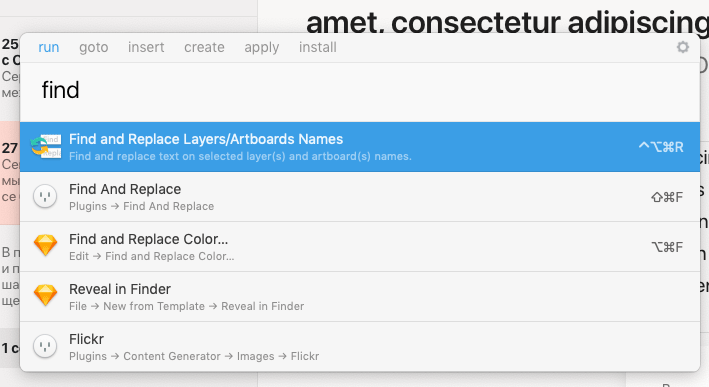 amet, consectetur adipiscing
25
с С
Се
ме
27
Се
мы
се
В п
и п
ша
ще
1 с
run goto insert create apply install
find
Find and Replace Layers/Artboards Names
Find and replace text on selected layer(s) and artboard(s) names.
^⌥⌘R
Find And Replace
Plugins → Find And Replace
⇧⌘F
Find and Replace Color...
Edit → Find and Replace Color...
⌥⌘F
Reveal in Finder
File → New from Template → Reveal in Finder
Flickr
Plugins → Content Generator → Images → Flickr